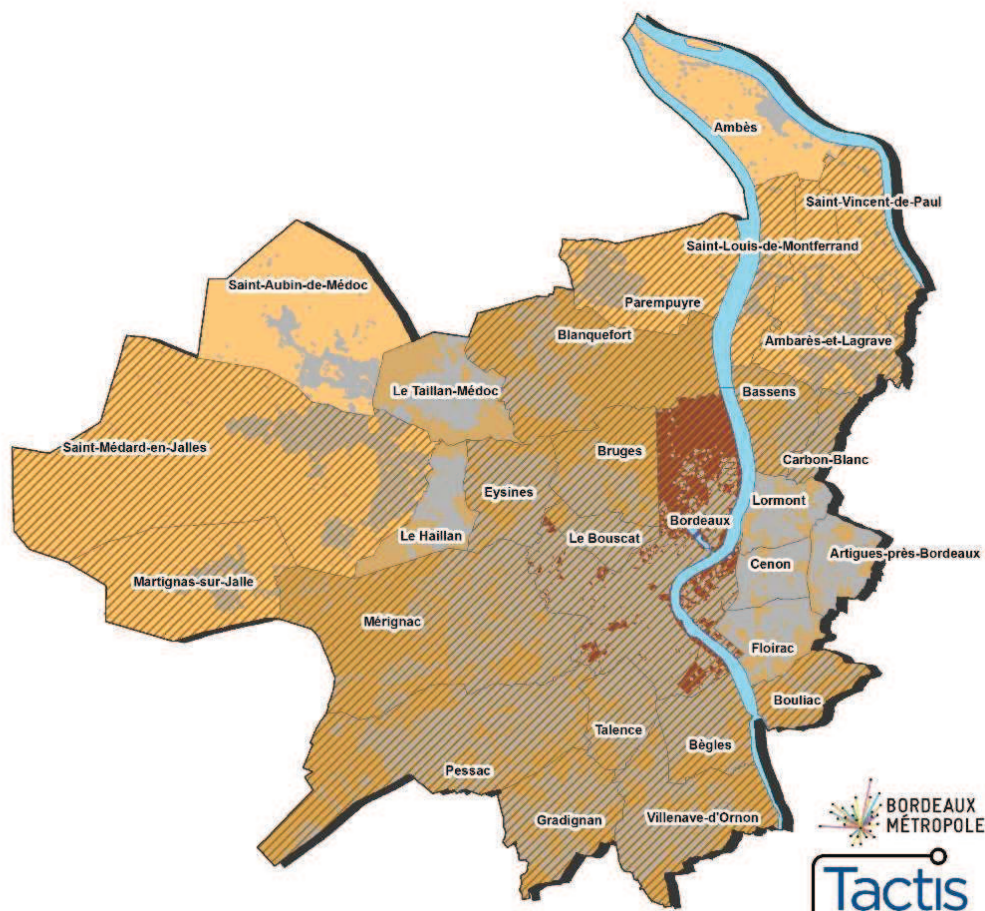 Ambès
Saint-Vincent-de-Paul
Saint-Louis-de-Montferrand
Saint-Aubin-de-Médoc
Parempuyre
Blanquefort
Ambarès-et-Lagrave
Le Taillan-Médoc
Bassens
Saint-Médard-en-Jalles
Bruges
Carbon-Blanc
Eysines
Lormont
Bordeaux
Le Haillan
Le Bouscat
Artigues-près-Bordeaux
Cenon
Martignas-sur-Jalle
Mérignac
Floirac
Bouliac
Talence
Bègles
Pessac
Gradignan
Villenave-d'Ornon
BORDEAUX
MÉTROPOLE
Tactis